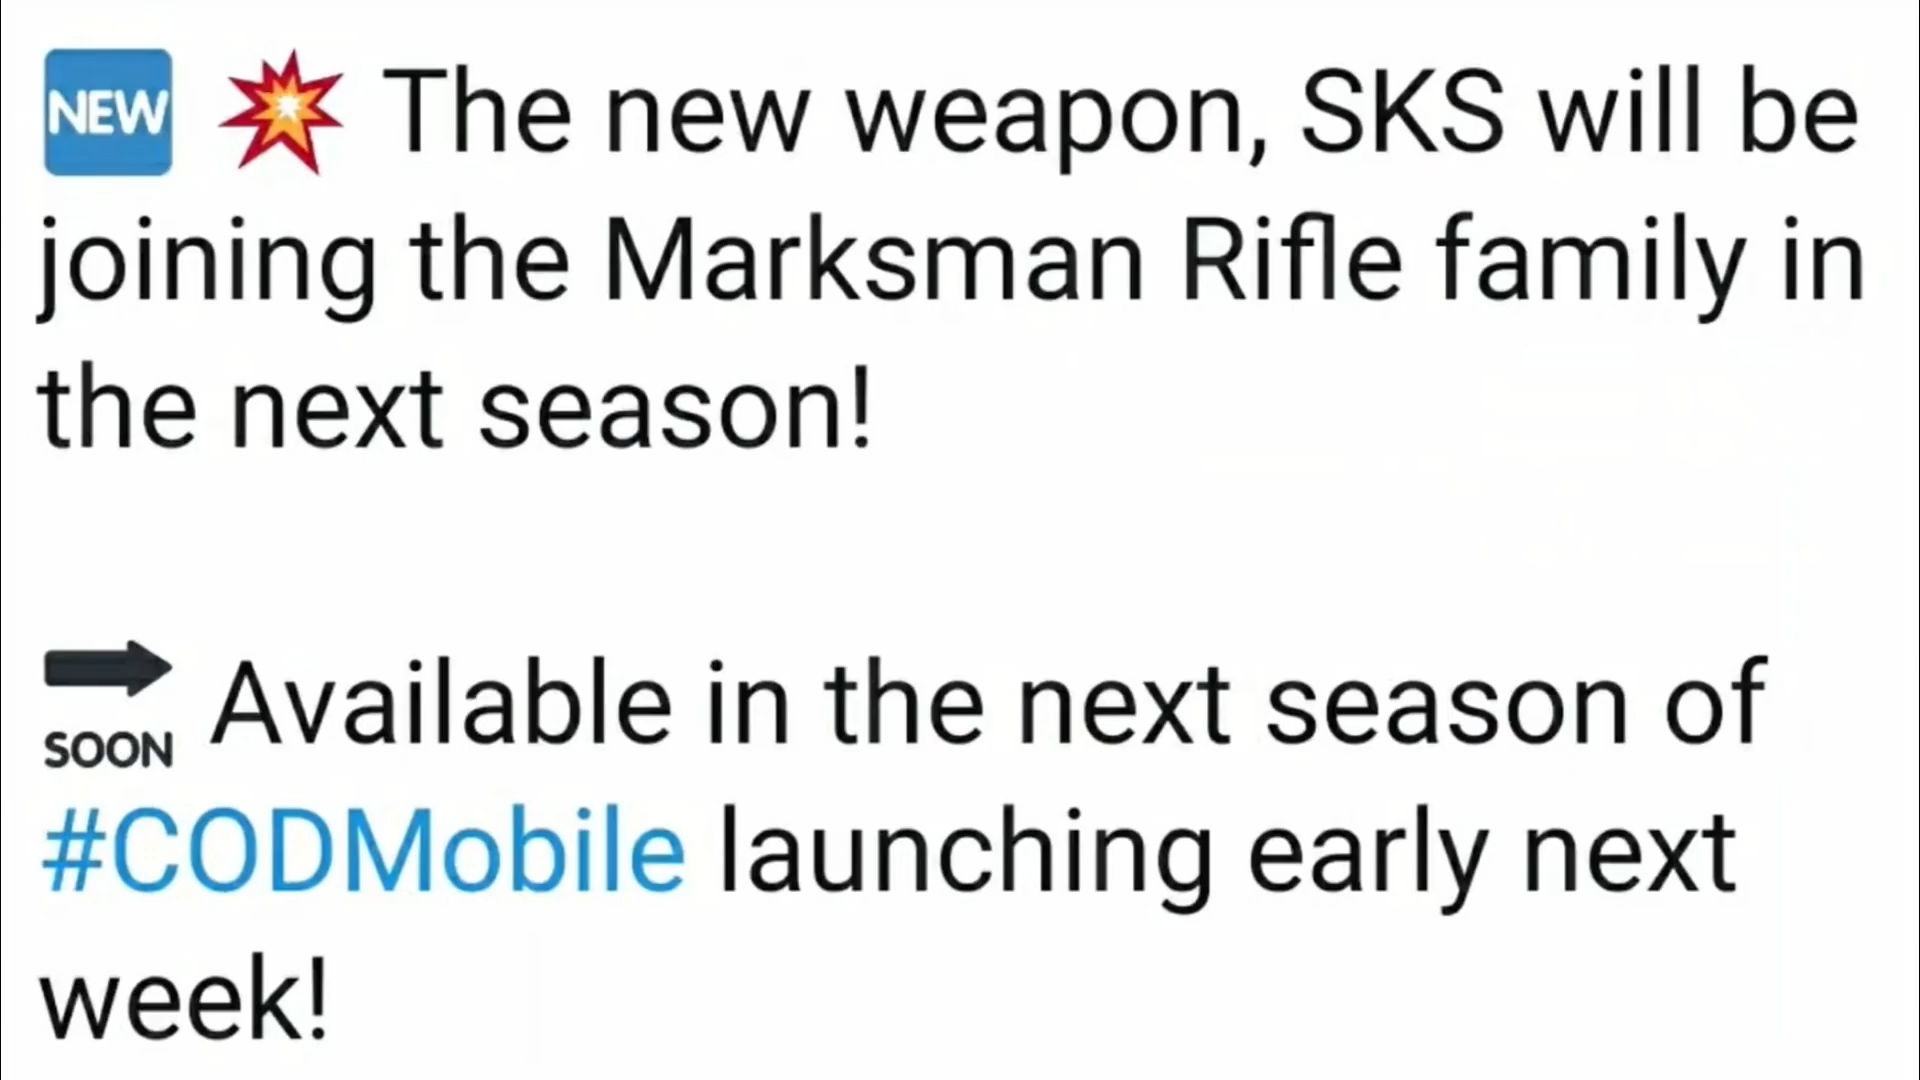 NEW 💥 The new weapon, SKS will be
joining the Marksman Rifle family in
the next season!
SOON Available in the next season of
#CODMobile launching early next
week!